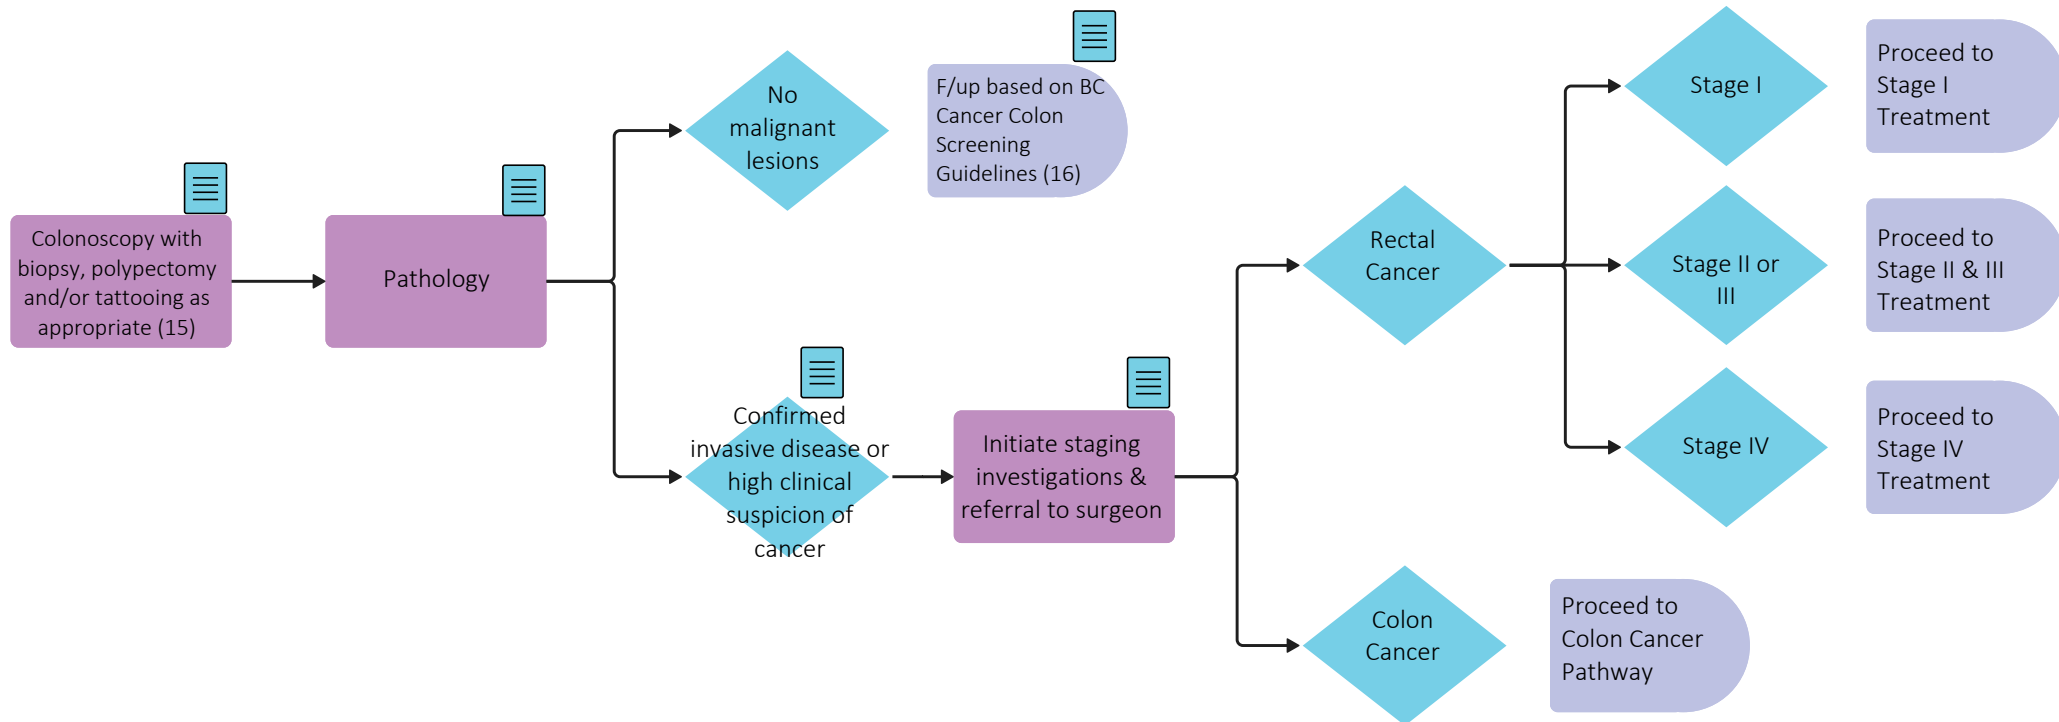 Colonoscopy with
biopsy, polypectomy
and/or tattooing as
appropriate (15)
Pathology
No
malignant
lesions
F/up based on BC
Cancer Colon
Screening
Guidelines (16)
Confirmed
invasive disease or
high clinical
suspicion of
cancer
Initiate staging
investigations &
referral to surgeon
Rectal
Cancer
Stage I
Proceed to
Stage I
Treatment
Stage II or
III
Proceed to
Stage II & III
Treatment
Stage IV
Proceed to
Stage IV
Treatment
Colon
Cancer
Proceed to
Colon Cancer
Pathway